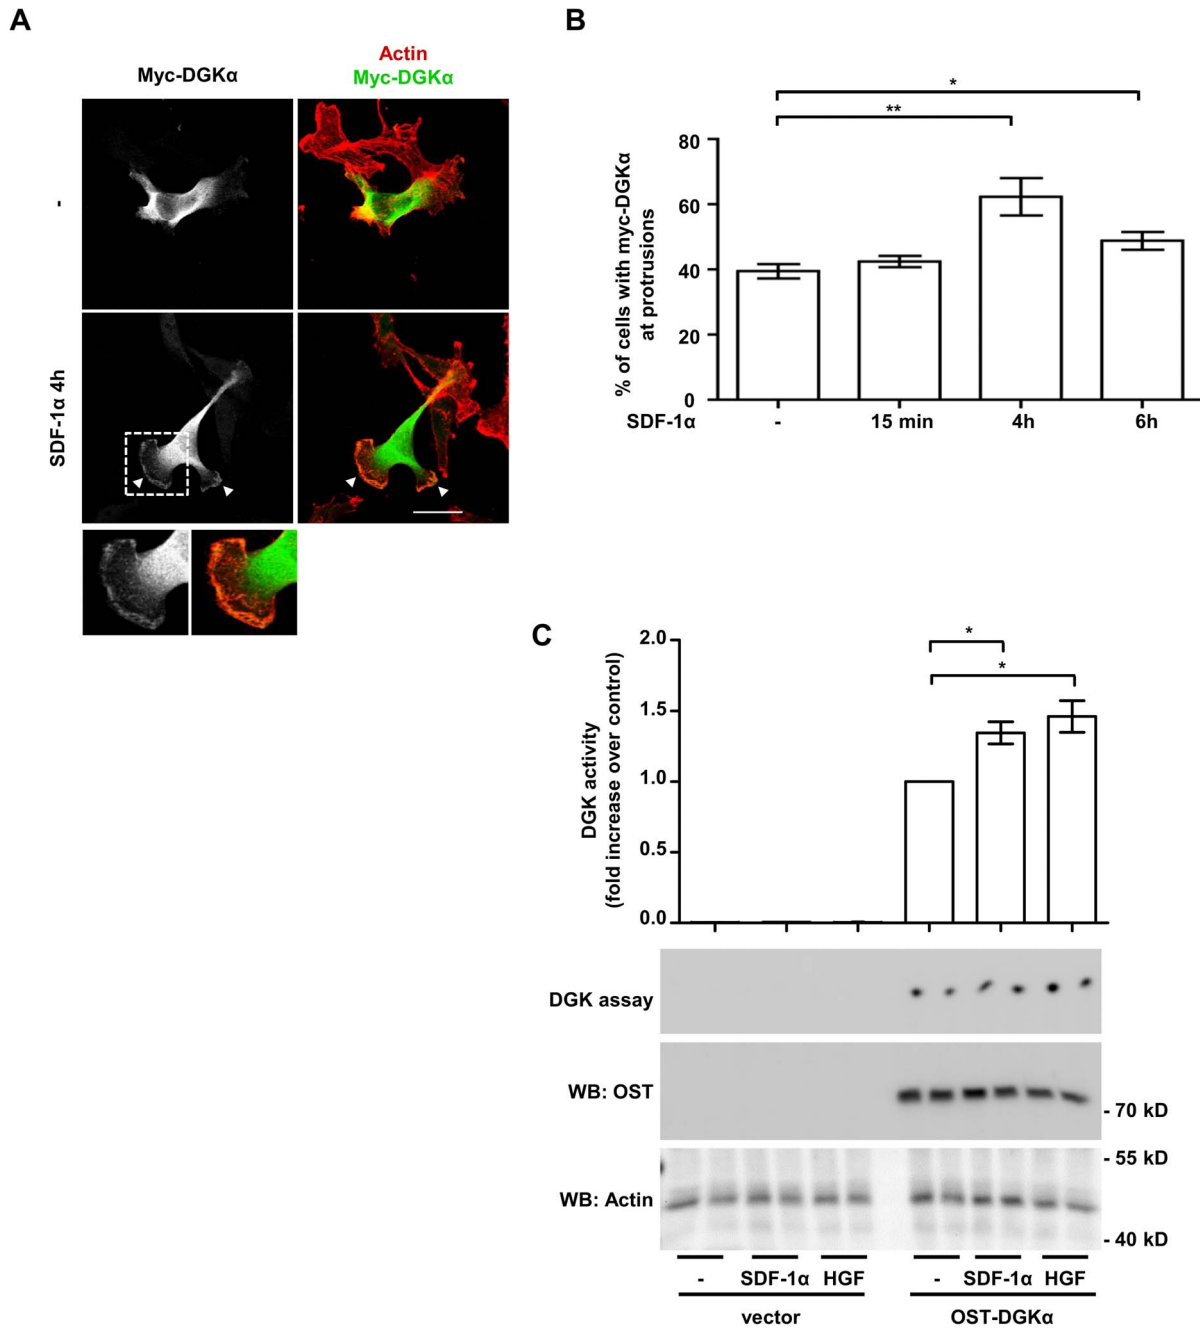 A
Actin
Myc-DGKα
Myc-DGKα
-
SDF-1α 4h
B
*
**
% of cells with myc-DGKα
at protrusions
80
60
40
20
0
SDF-1α - 15 min 4h 6h
C
*
*
DGK activity
(fold increase over control)
2.0
1.5
1.0
0.5
0.0
DGK assay
WB: OST
- 70 kD
- 55 kD
WB: Actin
- 40 kD
- SDF-1α HGF - SDF-1α HGF
vector OST-DGKα